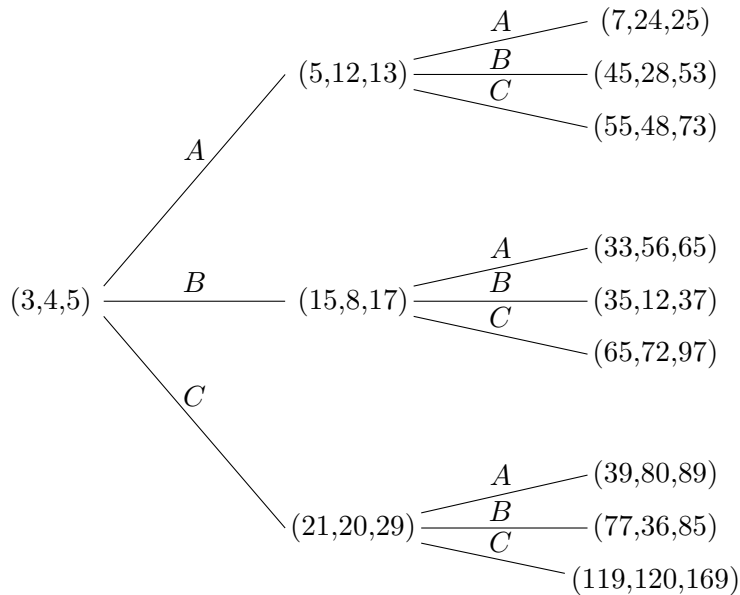 A
(7,24,25)
(5,12,13)
B
(45,28,53)
C
(55,48,73)
A
A
(33,56,65)
(3,4,5)
B
(15,8,17)
B
(35,12,37)
C
(65,72,97)
C
A
(39,80,89)
(21,20,29)
B
(77,36,85)
C
(119,120,169)